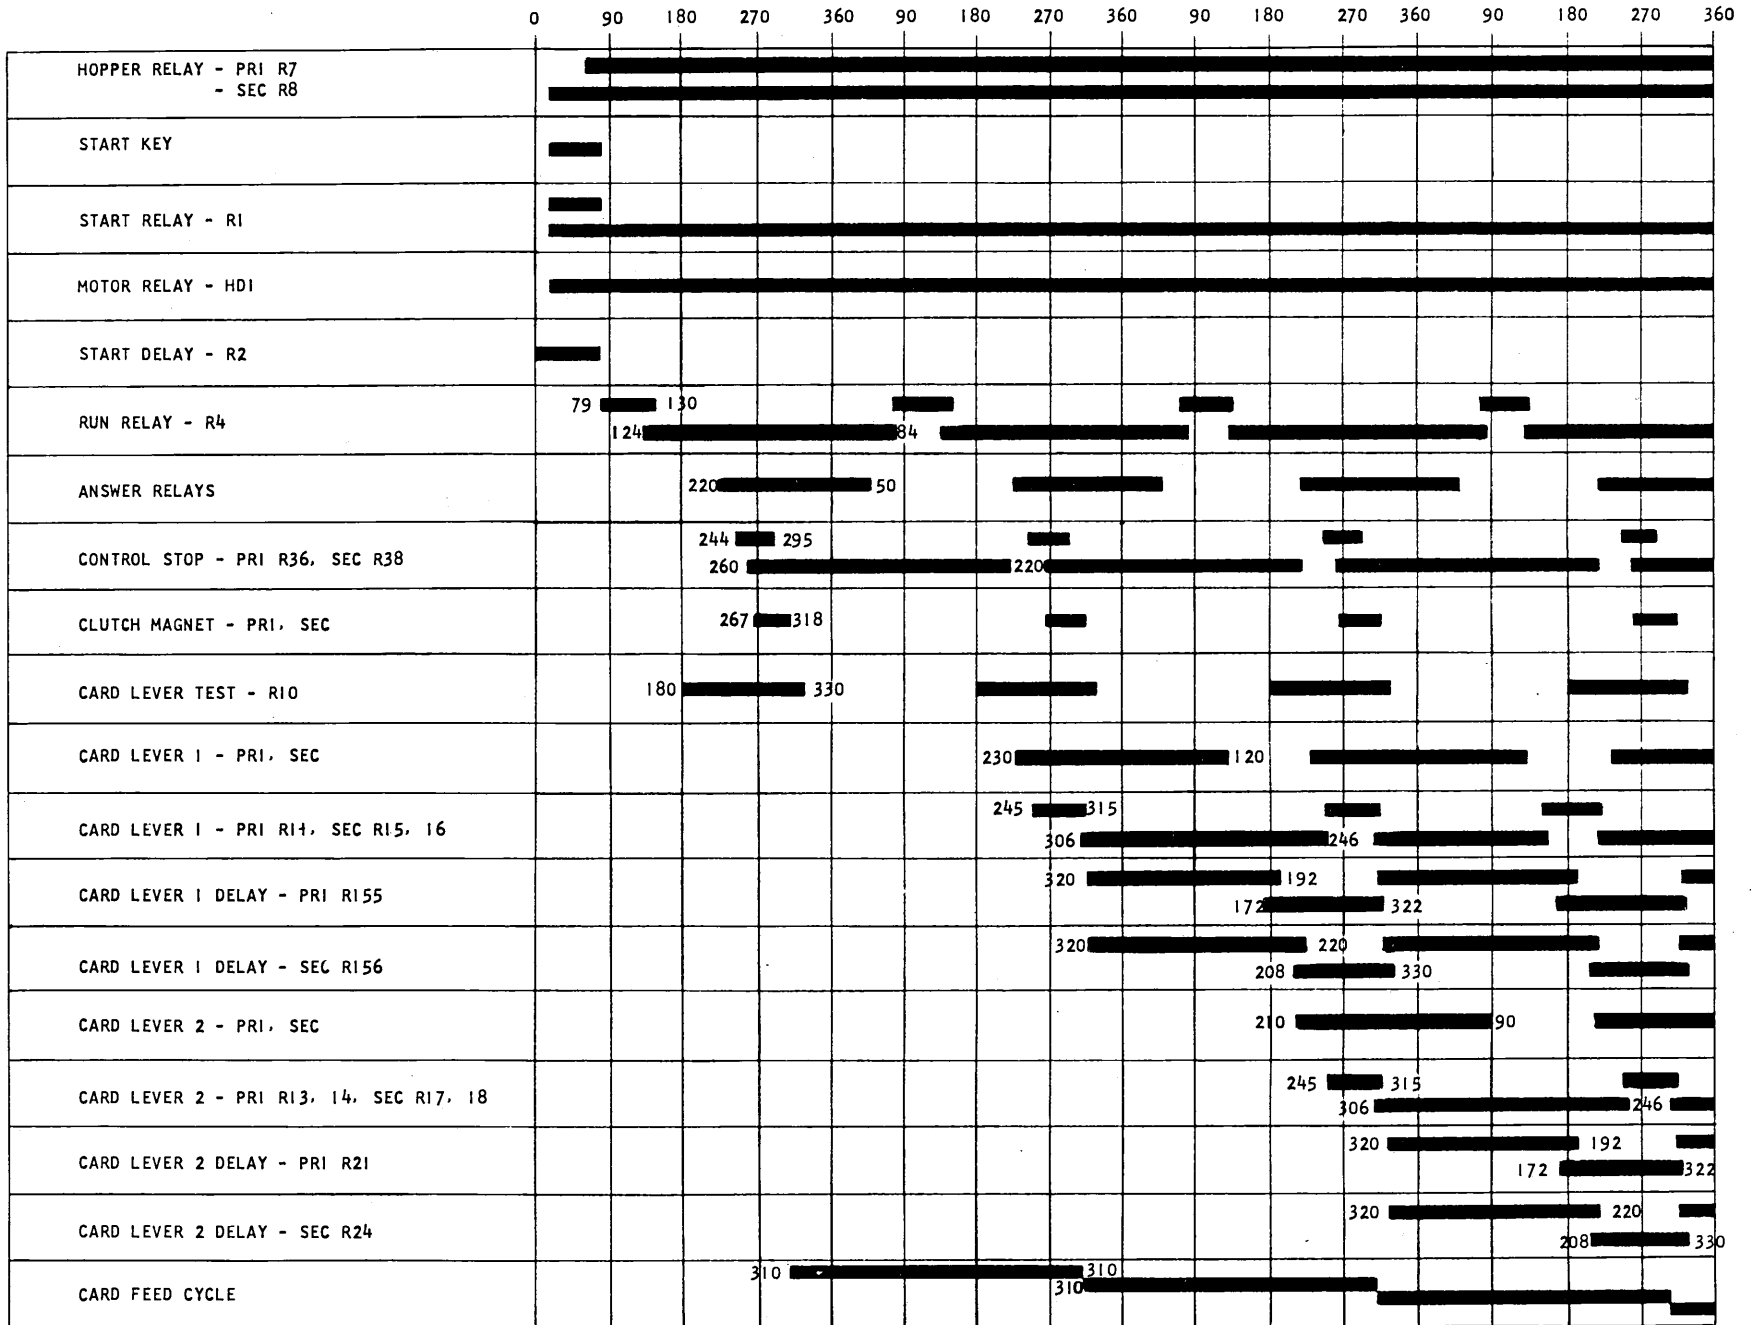 0 90 180 270 360 90 180 270 360 90 180 270 360 90 180 270 360
HOPPER RELAY - PRI R7
- SEC R8
START KEY
START RELAY - R1
MOTOR RELAY - HD1
START DELAY - R2
79 130
RUN RELAY - R4
124 84
ANSWER RELAYS 220 50
244 295
CONTROL STOP - PRI R36, SEC R38
260 220
CLUTCH MAGNET - PRI, SEC 267 318
CARD LEVER TEST - R10 180 330
CARD LEVER 1 - PRI, SEC 230 120
245 315
CARD LEVER 1 - PRI R11, SEC R15, 16
306 246
320 192
CARD LEVER 1 DELAY - PRI R155
172 322
320 220
CARD LEVER 1 DELAY - SEC R156
208 330
CARD LEVER 2 - PRI, SEC 210 90
245 315
CARD LEVER 2 - PRI R13, 14, SEC R17, 18
306 246
320 192
CARD LEVER 2 DELAY - PRI R21
172 322
320 220
CARD LEVER 2 DELAY - SEC R24
208 330
310 310
310
CARD FEED CYCLE